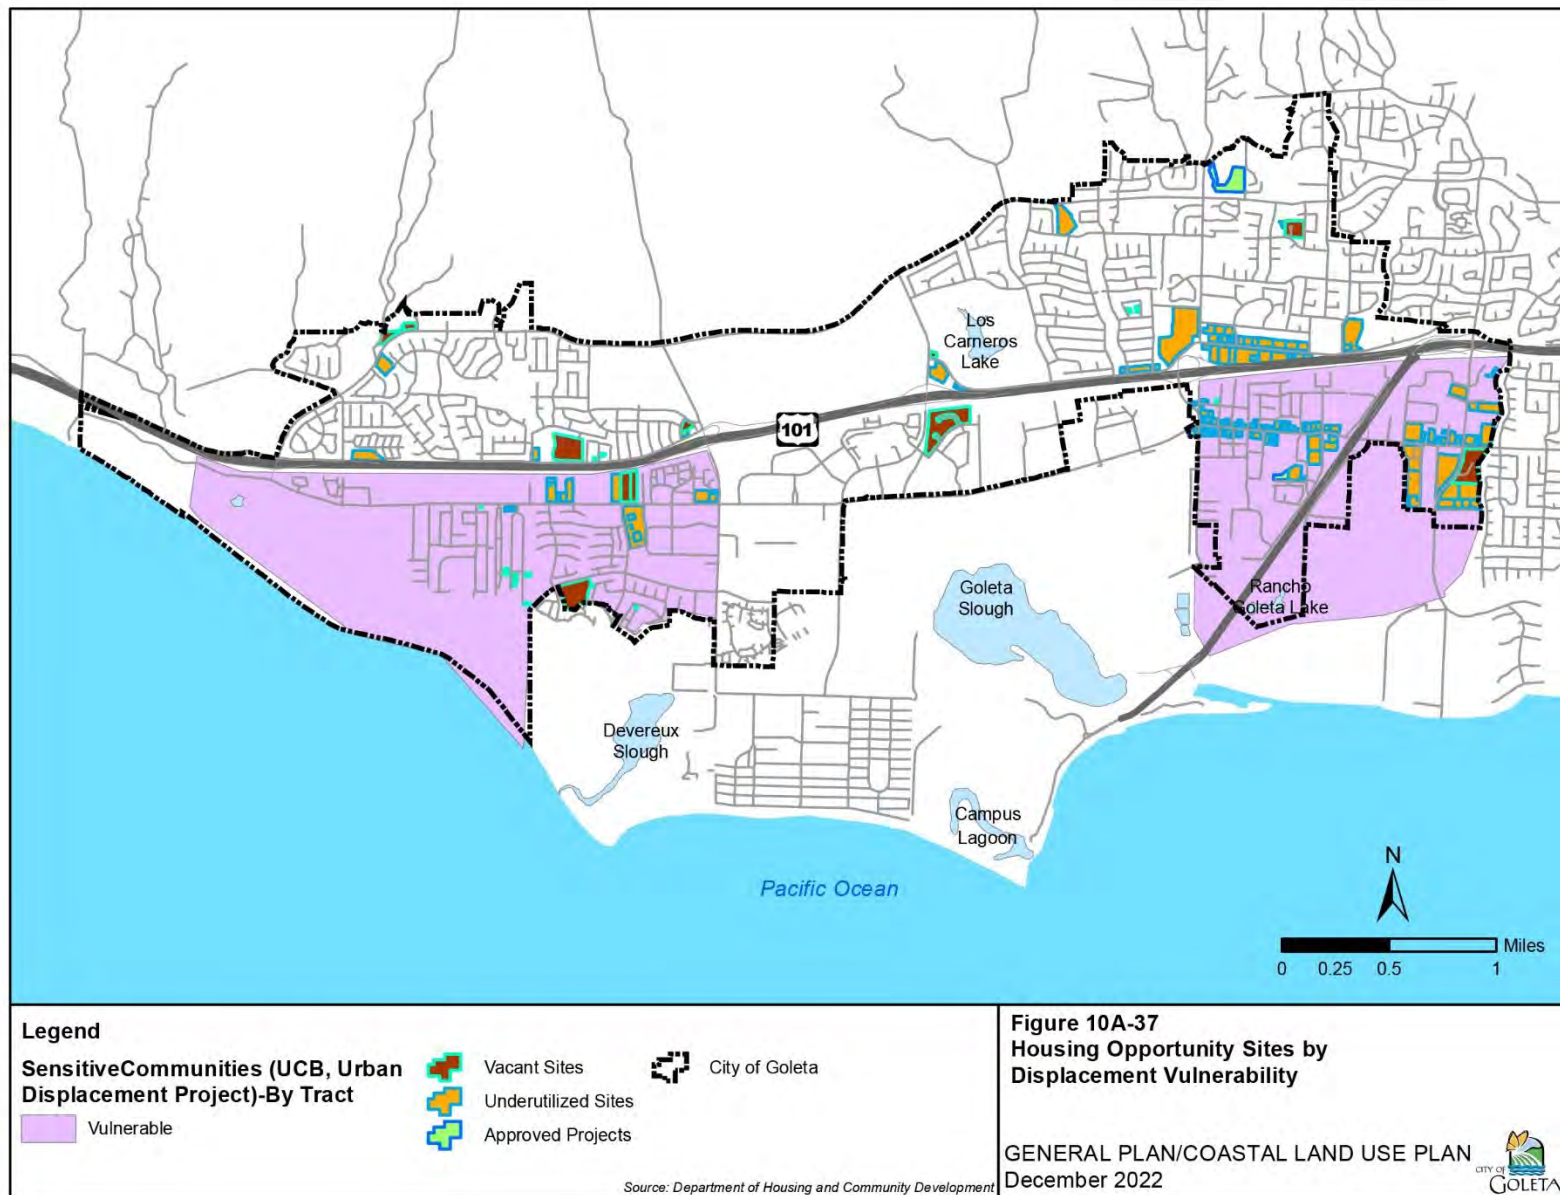 Los
Carneros
Lake
101
Goleta
Slough
Rancho
Goleta Lake
Devereux
Slough
Campus
Lagoon
Pacific Ocean
N
Miles
0 0.25 0.5 1
Legend
SensitiveCommunities (UCB, Urban
Displacement Project)-By Tract
Vulnerable
Vacant Sites
Underutilized Sites
Approved Projects
City of Goleta
Source: Department of Housing and Community Development
Figure 10A-37
Housing Opportunity Sites by
Displacement Vulnerability
GENERAL PLAN/COASTAL LAND USE PLAN
December 2022
CITY OF
GOLETA